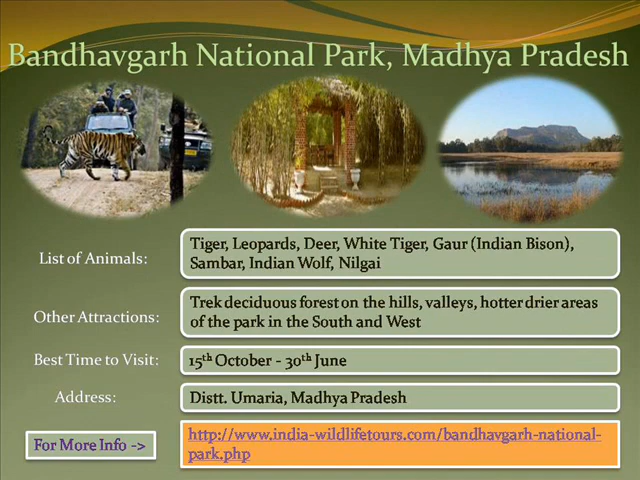 Bandhavgarh National Park, Madhya Pradesh
List of Animals:
Tiger, Leopards, Deer, White Tiger, Gaur (Indian Bison),
Sambar, Indian Wolf, Nilgai
Other Attractions:
Trek deciduous forest on the hills, valleys, hotter drier areas
of the park in the South and West
Best Time to Visit:
15th October - 30th June
Address:
Distt. Umaria, Madhya Pradesh
For More Info ->
http://www.india-wildlifetours.com/bandhavgarh-national-
park.php